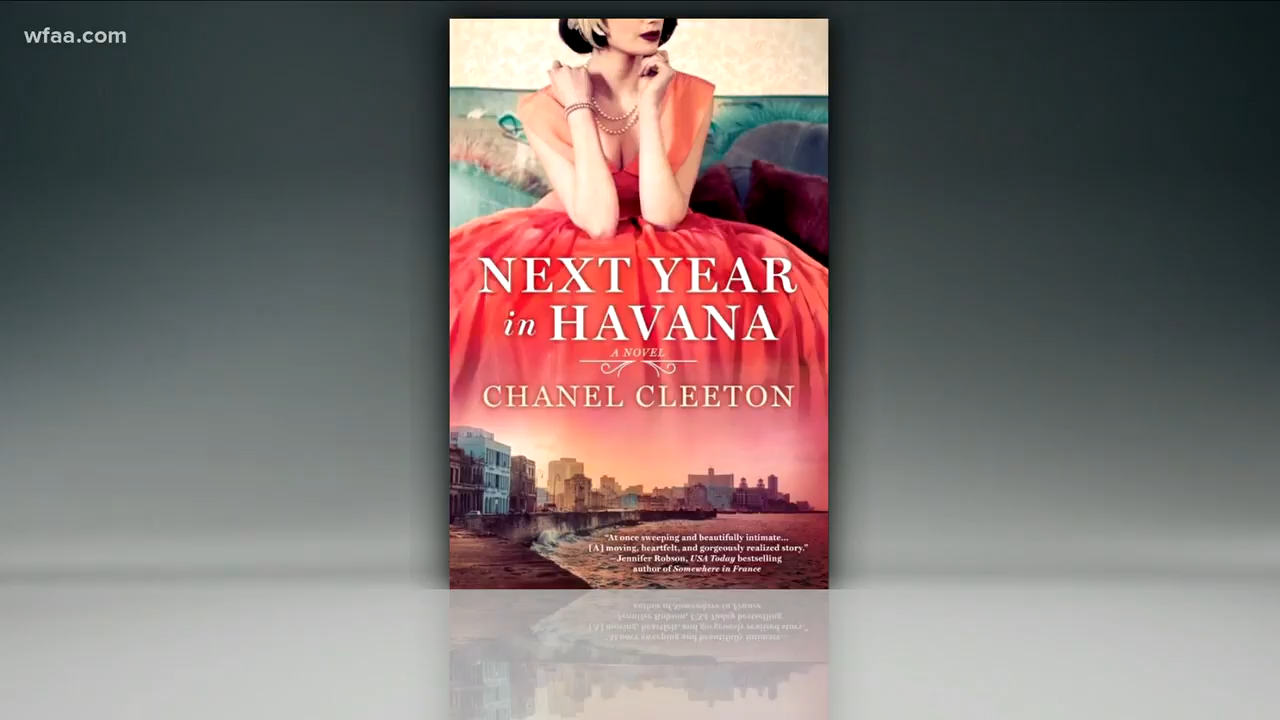 wfaa.com
NEXT YEAR
in HAVANA
A NOVEL
CHANEL CLEETON
"At once sweeping and beautifully intimate...
[A] moving, heartfelt, and gorgeously realized story."
– Jennifer Robson, USA Today bestselling
author of Somewhere in France